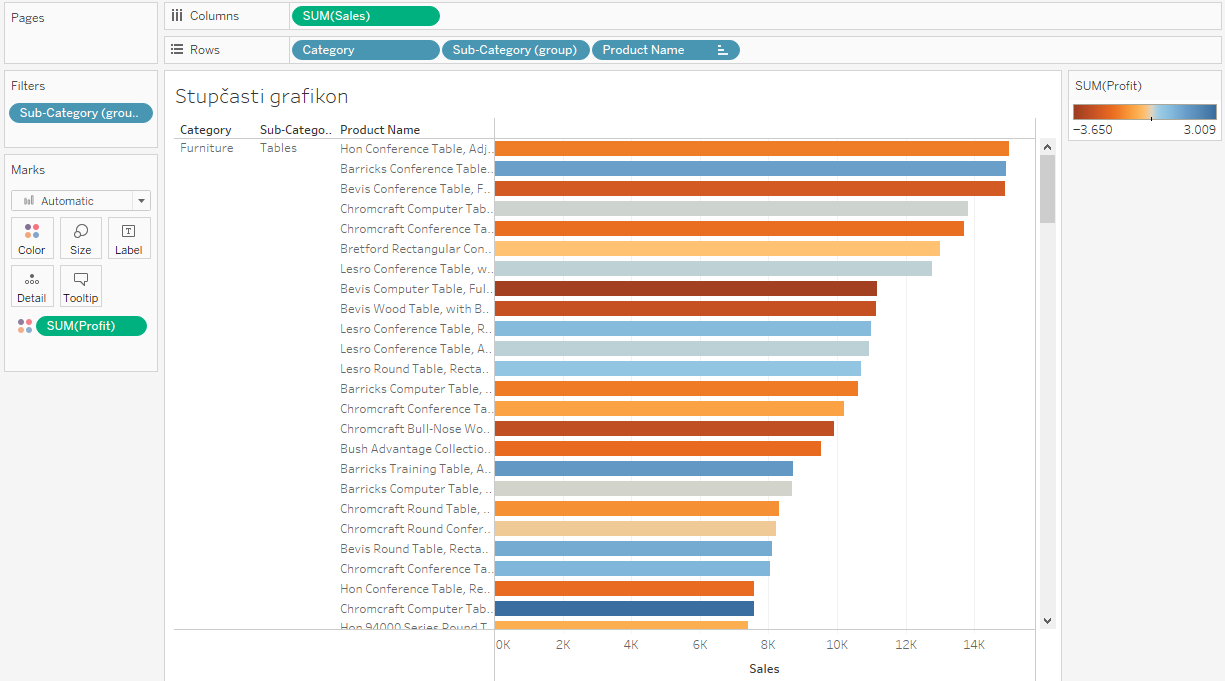 Pages
Columns
SUM(Sales)
Rows
Category
Sub-Category (group)
Product Name
Filters
Sub-Category (grou..
Marks
Automatic
Color
Size
Label
Detail
Tooltip
SUM(Profit)
Stupčasti grafikon
Category Sub-Catego.. Product Name
Furniture Tables Hon Conference Table, Adj..
Barricks Conference Table..
Bevis Conference Table, F..
Chromcraft Computer Tab..
Chromcraft Conference Ta..
Bretford Rectangular Con..
Lesro Conference Table, w..
Bevis Computer Table, Ful..
Bevis Wood Table, with B..
Lesro Conference Table, R..
Lesro Conference Table, A..
Lesro Round Table, Recta..
Barricks Computer Table, ..
Chromcraft Conference Ta..
Chromcraft Bull-Nose Wo..
Bush Advantage Collectio..
Barricks Training Table, A..
Barricks Computer Table, ..
Chromcraft Round Table, ..
Chromcraft Round Confer..
Bevis Round Table, Recta..
Chromcraft Conference Ta..
Hon Conference Table, Re..
Chromcraft Computer Tab..
Hon 94000 Series Round T..
0K 2K 4K 6K 8K 10K 12K 14K
Sales
SUM(Profit)
−3.650 3.009